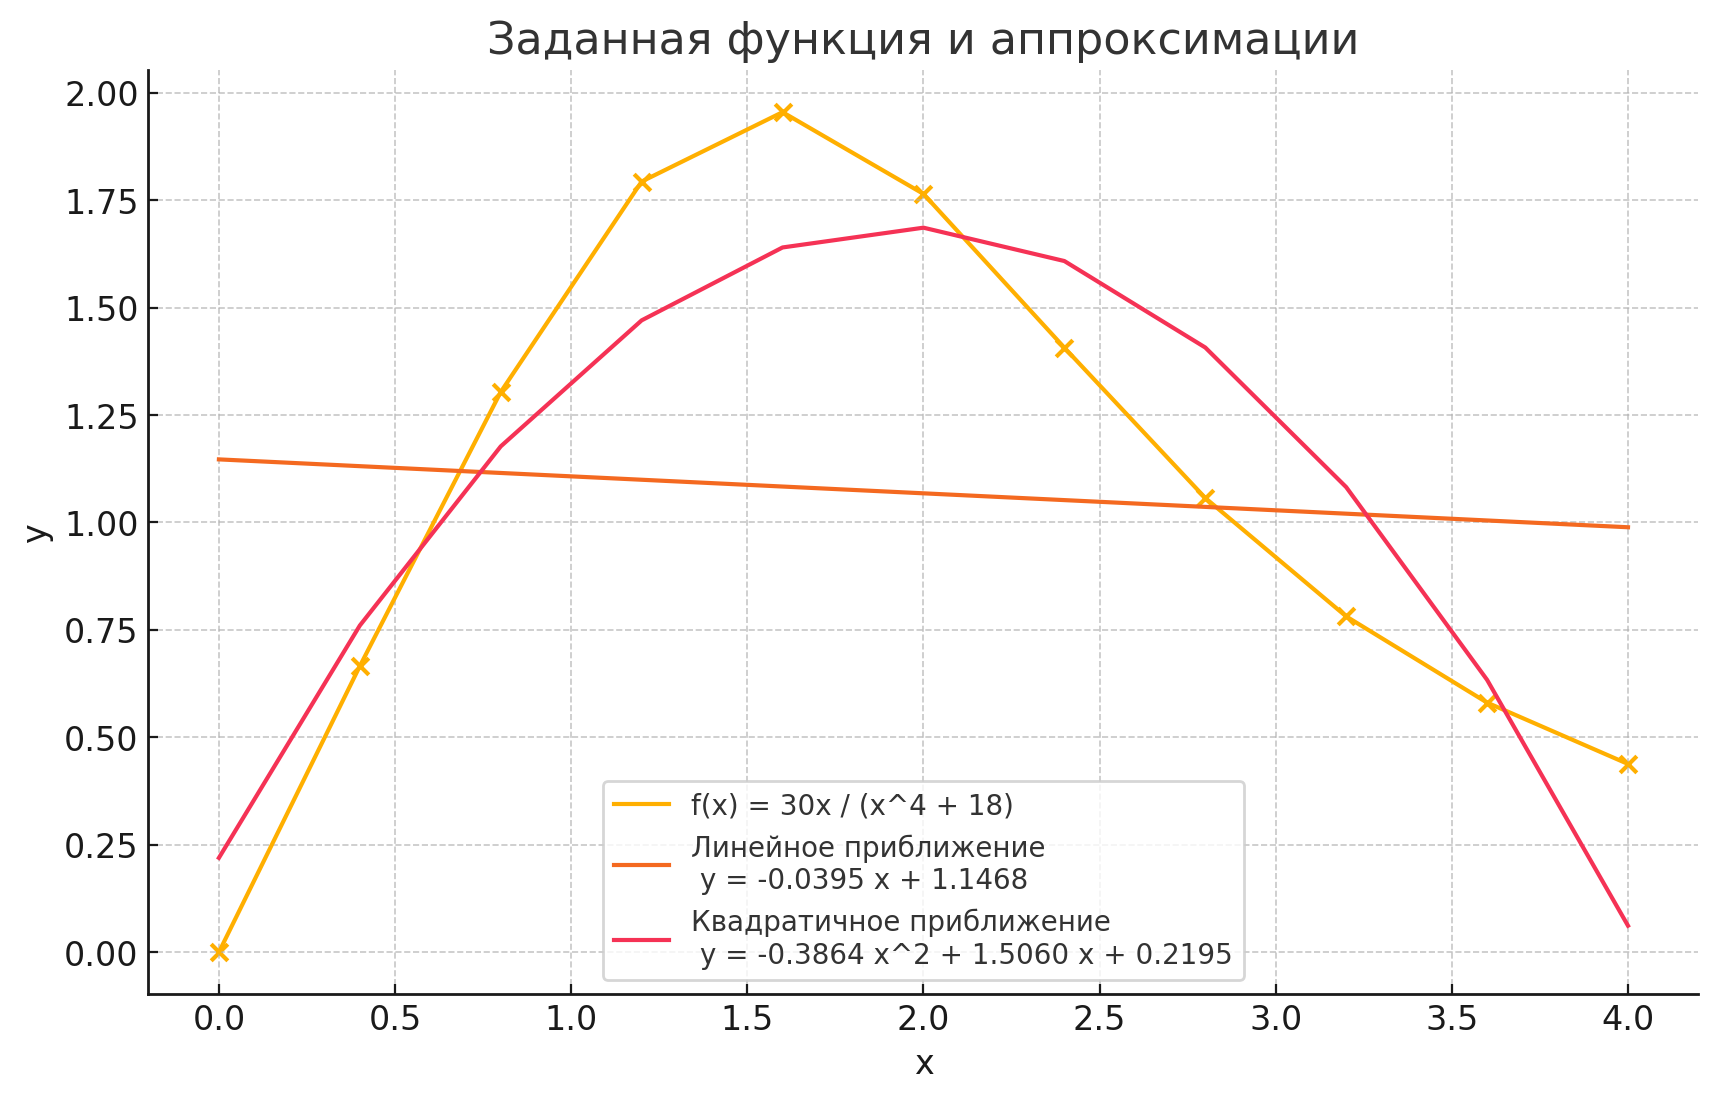 Заданная функция и аппроксимации
2.00
1.75
1.50
1.25
1.00
0.75
0.50
0.25
0.00
y
f(x) = 30x / (x^4 + 18)
Линейное приближение
y = -0.0395 x + 1.1468
Квадратичное приближение
y = -0.3864 x^2 + 1.5060 x + 0.2195
0.0 0.5 1.0 1.5 2.0 2.5 3.0 3.5 4.0
x